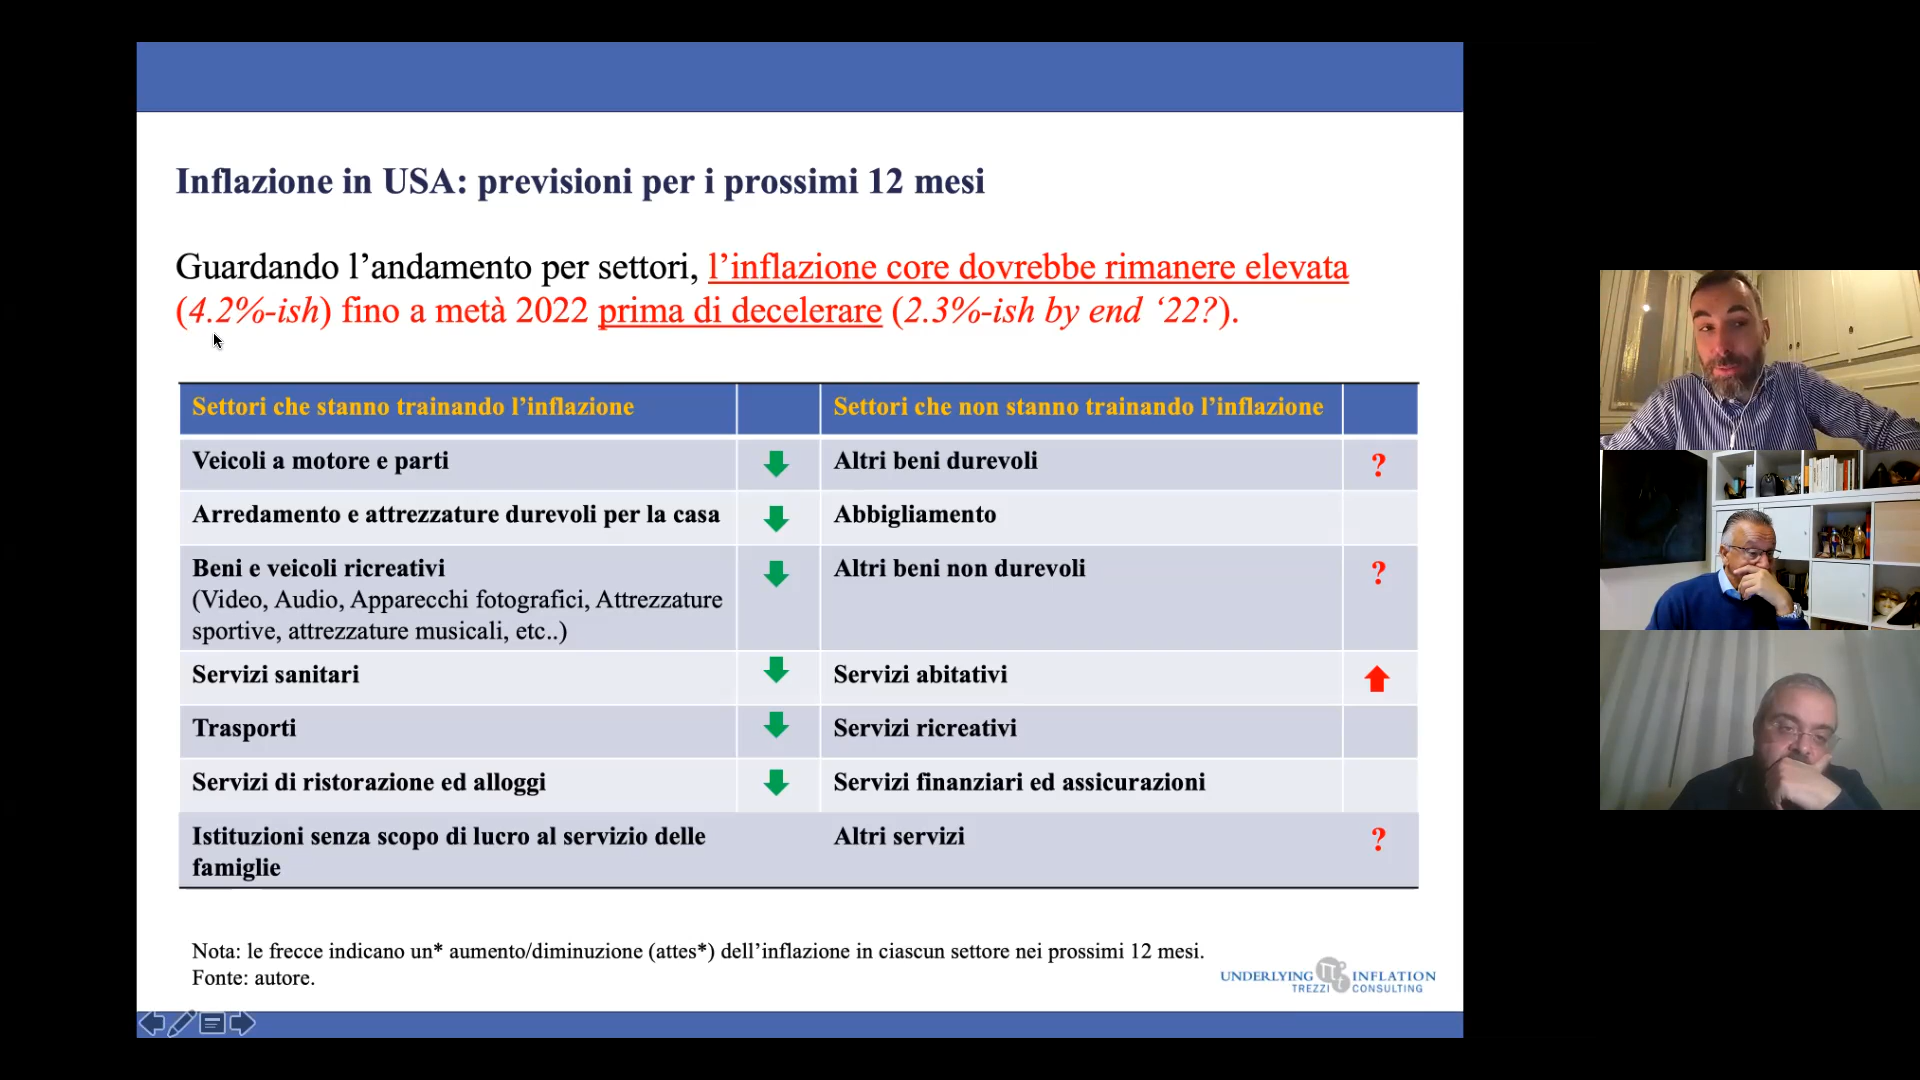 Inflazione in USA: previsioni per i prossimi 12 mesi
Guardando l’andamento per settori, l’inflazione core dovrebbe rimanere elevata
(4.2%-ish) fino a metà 2022 prima di decelerare (2.3%-ish by end ‘22?).
Settori che stanno trainando l’inflazione
Settori che non stanno trainando l’inflazione
Veicoli a motore e parti
Altri beni durevoli
?
Arredamento e attrezzature durevoli per la casa
Abbigliamento
Beni e veicoli ricreativi
(Video, Audio, Apparecchi fotografici, Attrezzature
sportive, attrezzature musicali, etc..)
Altri beni non durevoli
?
Servizi sanitari
Servizi abitativi
Trasporti
Servizi ricreativi
Servizi di ristorazione ed alloggi
Servizi finanziari ed assicurazioni
Istituzioni senza scopo di lucro al servizio delle
famiglie
Altri servizi
?
Nota: le frecce indicano un* aumento/diminuzione (attes*) dell’inflazione in ciascun settore nei prossimi 12 mesi.
Fonte: autore.
UNDERLYING INFLATION
TREZZI CONSULTING